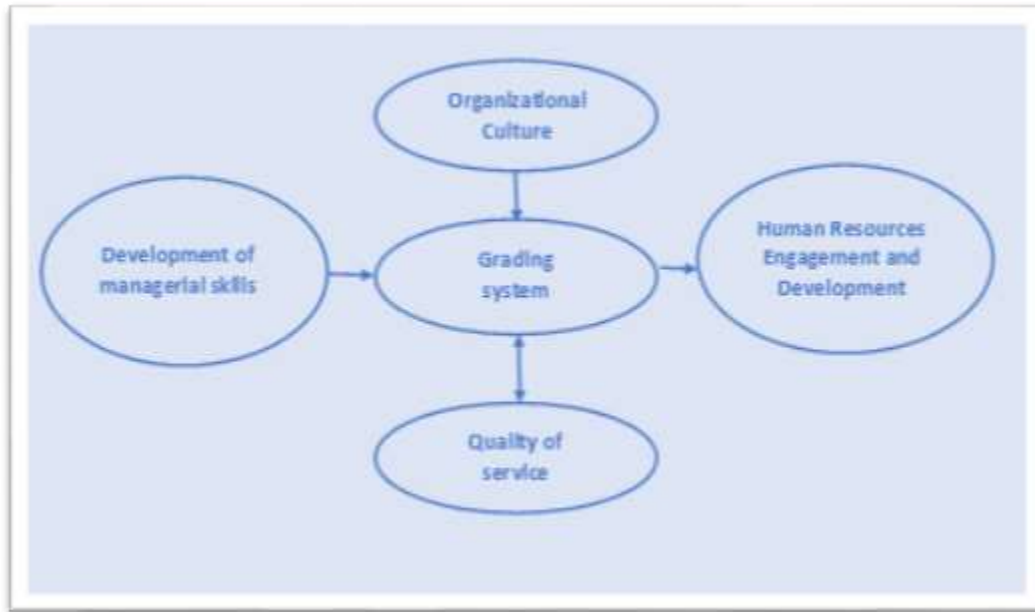 Organizational
Culture
Development of
managerial skills
Grading
system
Human Resources
Engagement and
Development
Quality of
service